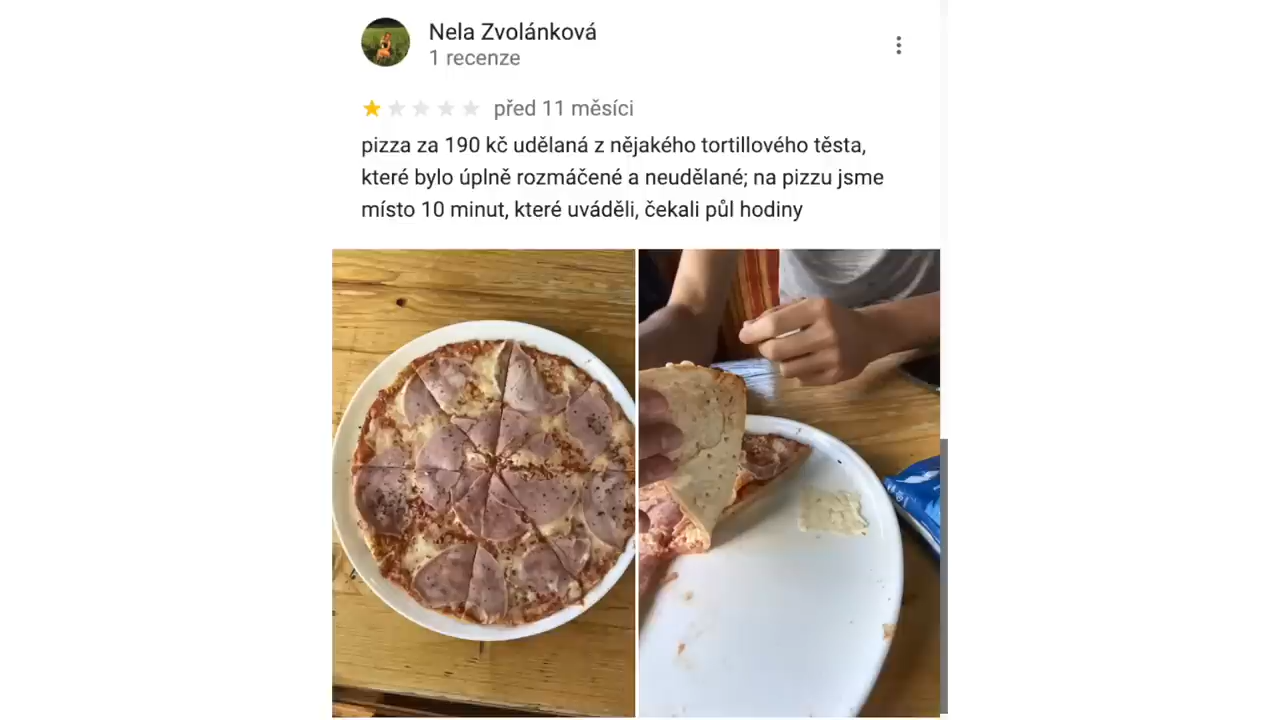 Nela Zvolánková
1 recenze
před 11 měsíci
pizza za 190 kč udělaná z nějakého tortillového těsta,
které bylo úplně rozmáčené a neudělané; na pizzu jsme
místo 10 minut, které uváděli, čekali půl hodiny